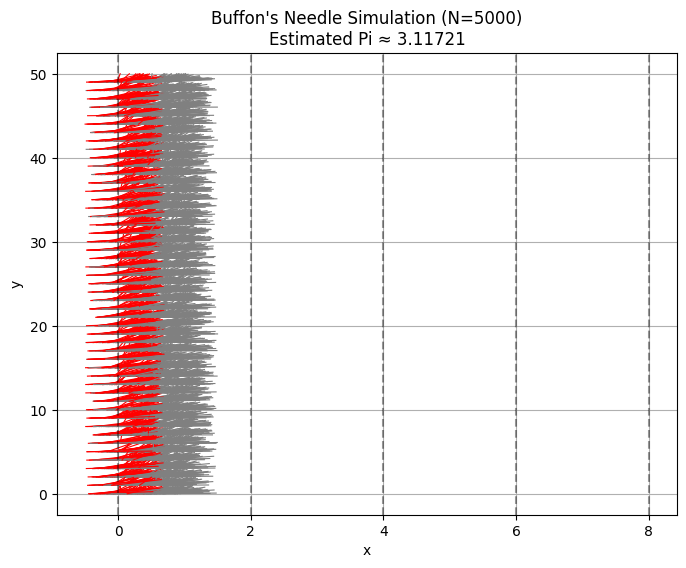 Buffon's Needle Simulation (N=5000)
Estimated Pi ≈ 3.11721
50
40
30
20
10
0
y
0 2 4 6 8
x